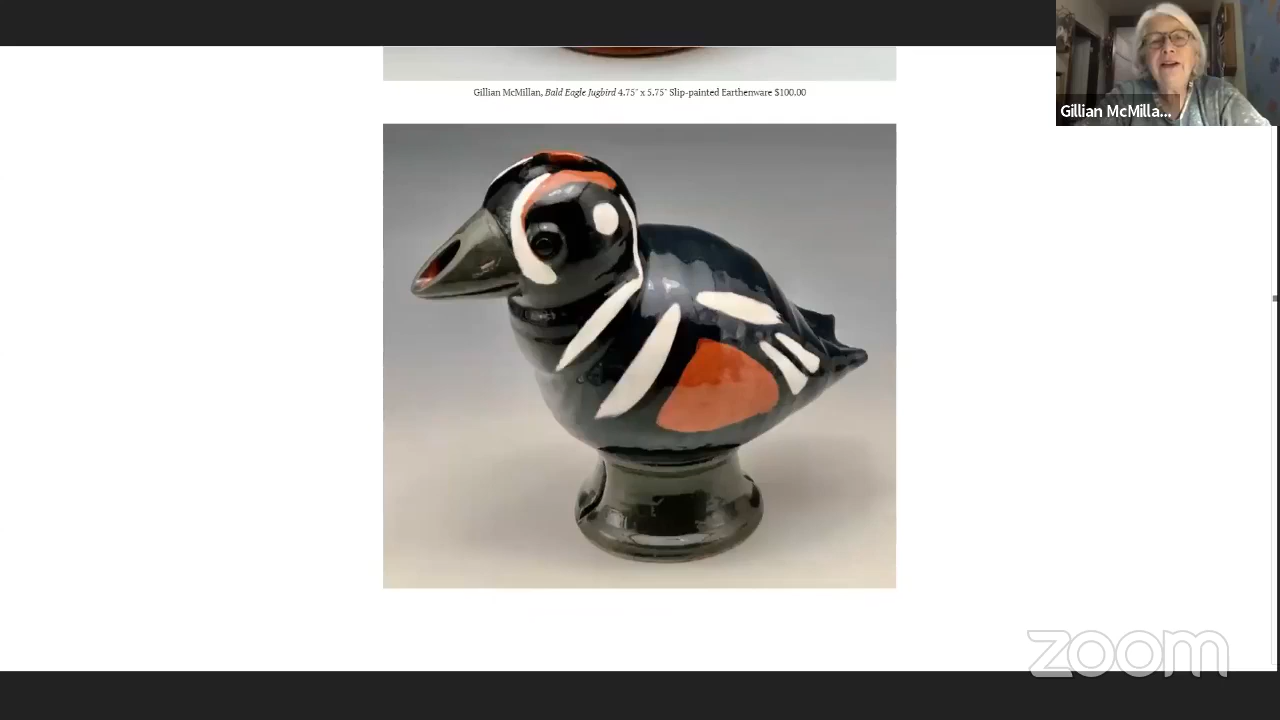 Gillian McMillan, Bald Eagle Jugbird 4.75" x 5.75" Slip-painted Earthenware $100.00
Gillian McMilla...
zoom